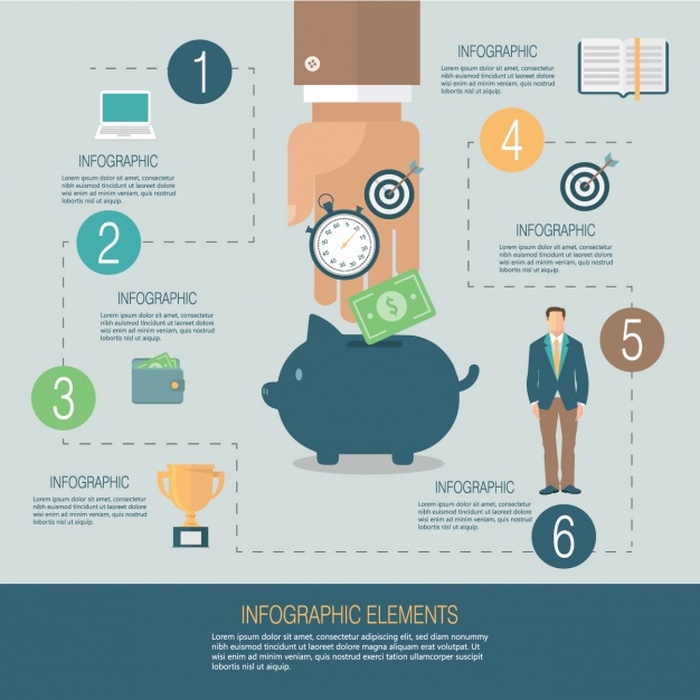 1
INFOGRAPHIC
Lorem ipsum dolor sit amet, consectetur
nibh euismod tincidunt ut laoreet dolore
wisi enim ad minim veniam, quis nostrud
lobortis nisl ut aliquip.
2
INFOGRAPHIC
Lorem ipsum dolor sit amet, consectetur
nibh euismod tincidunt ut laoreet dolore
wisi enim ad minim veniam, quis nostrud
lobortis nisl ut aliquip.
3
INFOGRAPHIC
Lorem ipsum dolor sit amet, consectetur
nibh euismod tincidunt ut laoreet dolore
wisi enim ad minim veniam, quis nostrud
lobortis nisl ut aliquip.
INFOGRAPHIC
Lorem ipsum dolor sit amet, consectetur
nibh euismod tincidunt ut laoreet dolore
wisi enim ad minim veniam, quis nostrud
lobortis nisl ut aliquip.
4
INFOGRAPHIC
Lorem ipsum dolor sit amet, consectetur
nibh euismod tincidunt ut laoreet dolore
wisi enim ad minim veniam, quis nostrud
lobortis nisl ut aliquip.
5
$
INFOGRAPHIC
Lorem ipsum dolor sit amet, consectetur
nibh euismod tincidunt ut laoreet dolore
wisi enim ad minim veniam, quis nostrud
lobortis nisl ut aliquip.
6
INFOGRAPHIC ELEMENTS
Lorem ipsum dolor sit amet, consectetur adipiscing elit, sed diam nonummy
nibh euismod tincidunt ut laoreet dolore magna aliquam erat volutpat. Ut
wisi enim ad minim veniam, quis nostrud exerci tation ullamcorper suscipit
lobortis nisl ut aliquip.